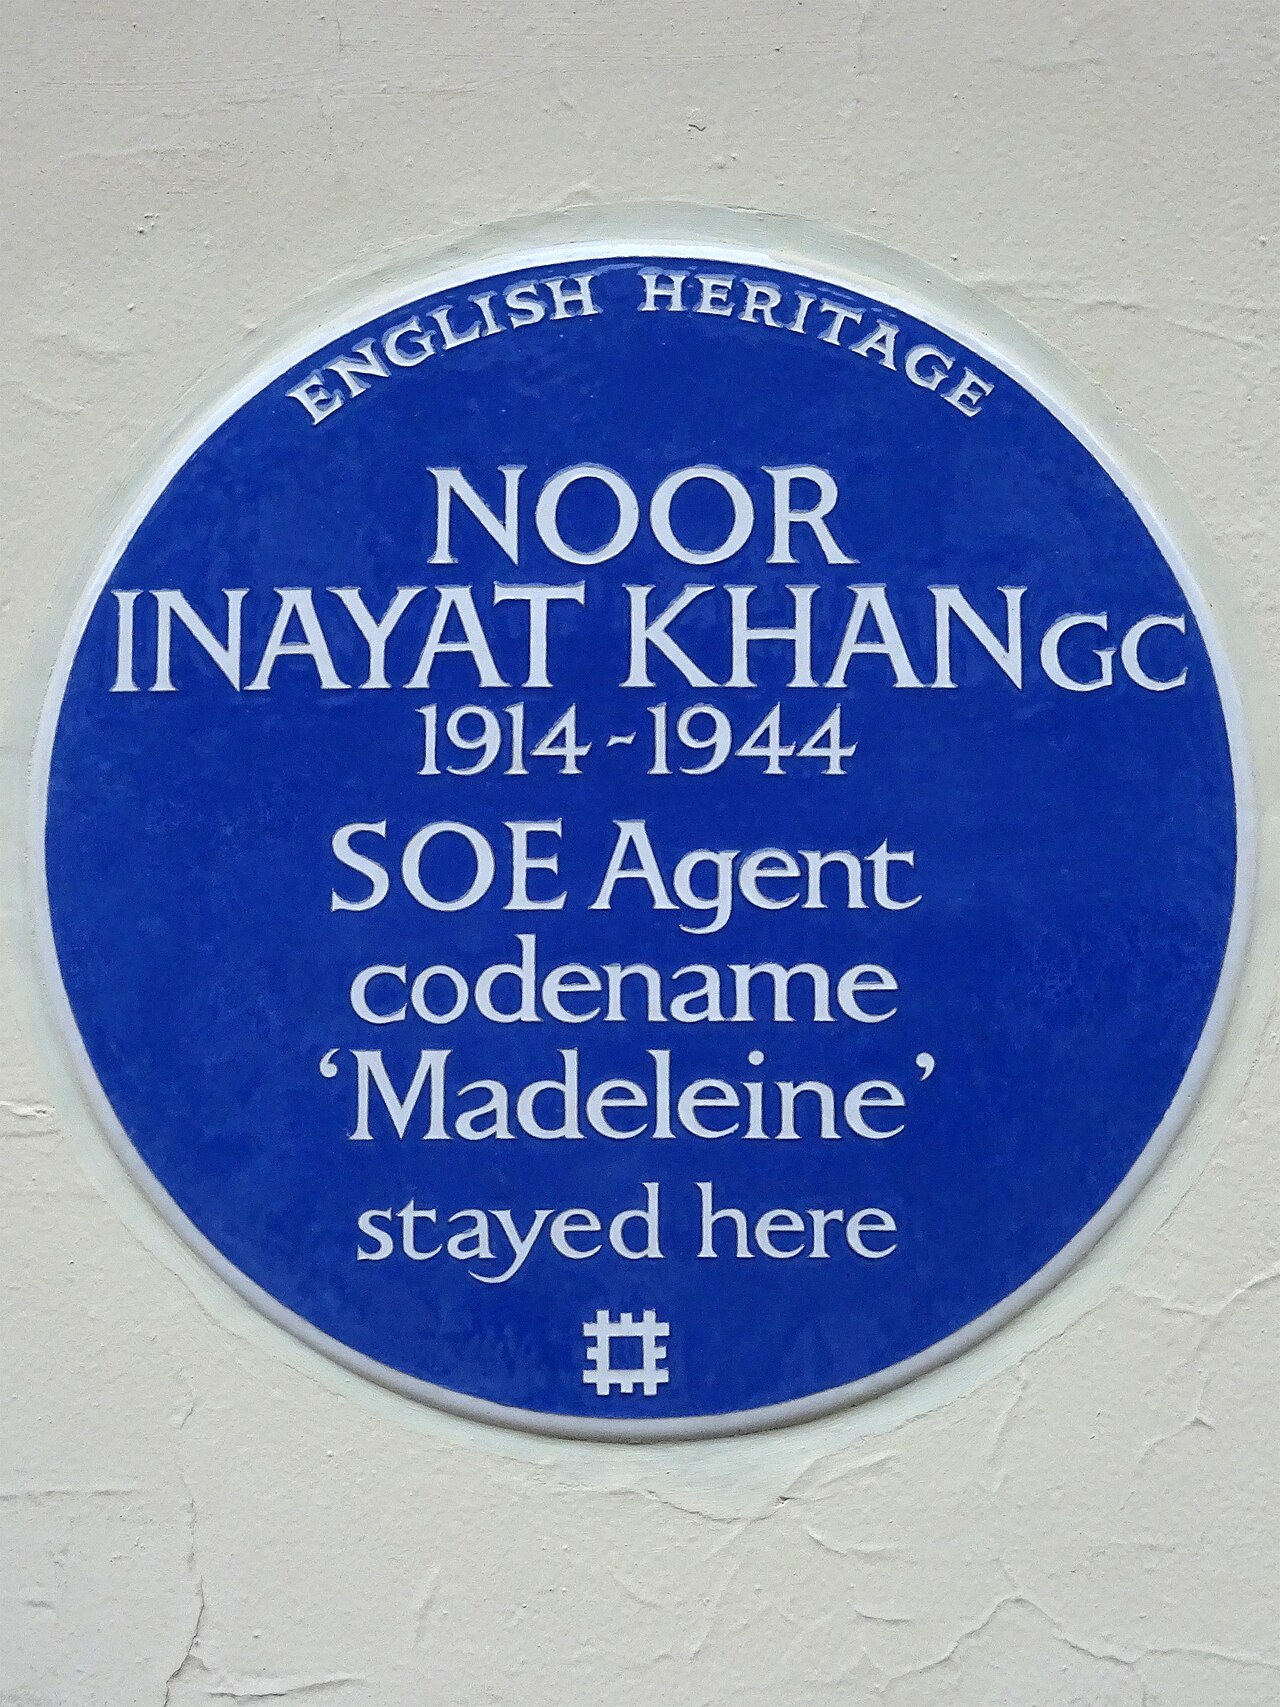 ENGLISH HERITAGE
NOOR
INAYAT KHAN GC
1914-1944
SOE Agent
codename
‘Madeleine’
stayed here